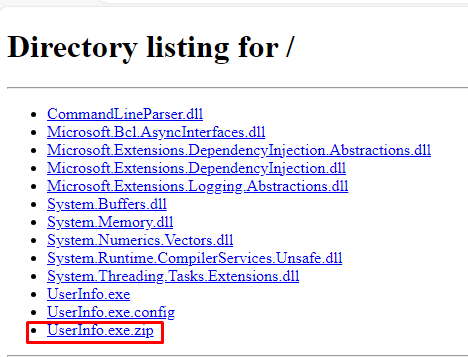 Directory listing for /
CommandLineParser.dll
Microsoft.Bcl.AsyncInterfaces.dll
Microsoft.Extensions.DependencyInjection.Abstractions.dll
Microsoft.Extensions.DependencyInjection.dll
Microsoft.Extensions.Logging.Abstractions.dll
System.Buffers.dll
System.Memory.dll
System.Numerics.Vectors.dll
System.Runtime.CompilerServices.Unsafe.dll
System.Threading.Tasks.Extensions.dll
UserInfo.exe
UserInfo.exe.config
UserInfo.exe.zip